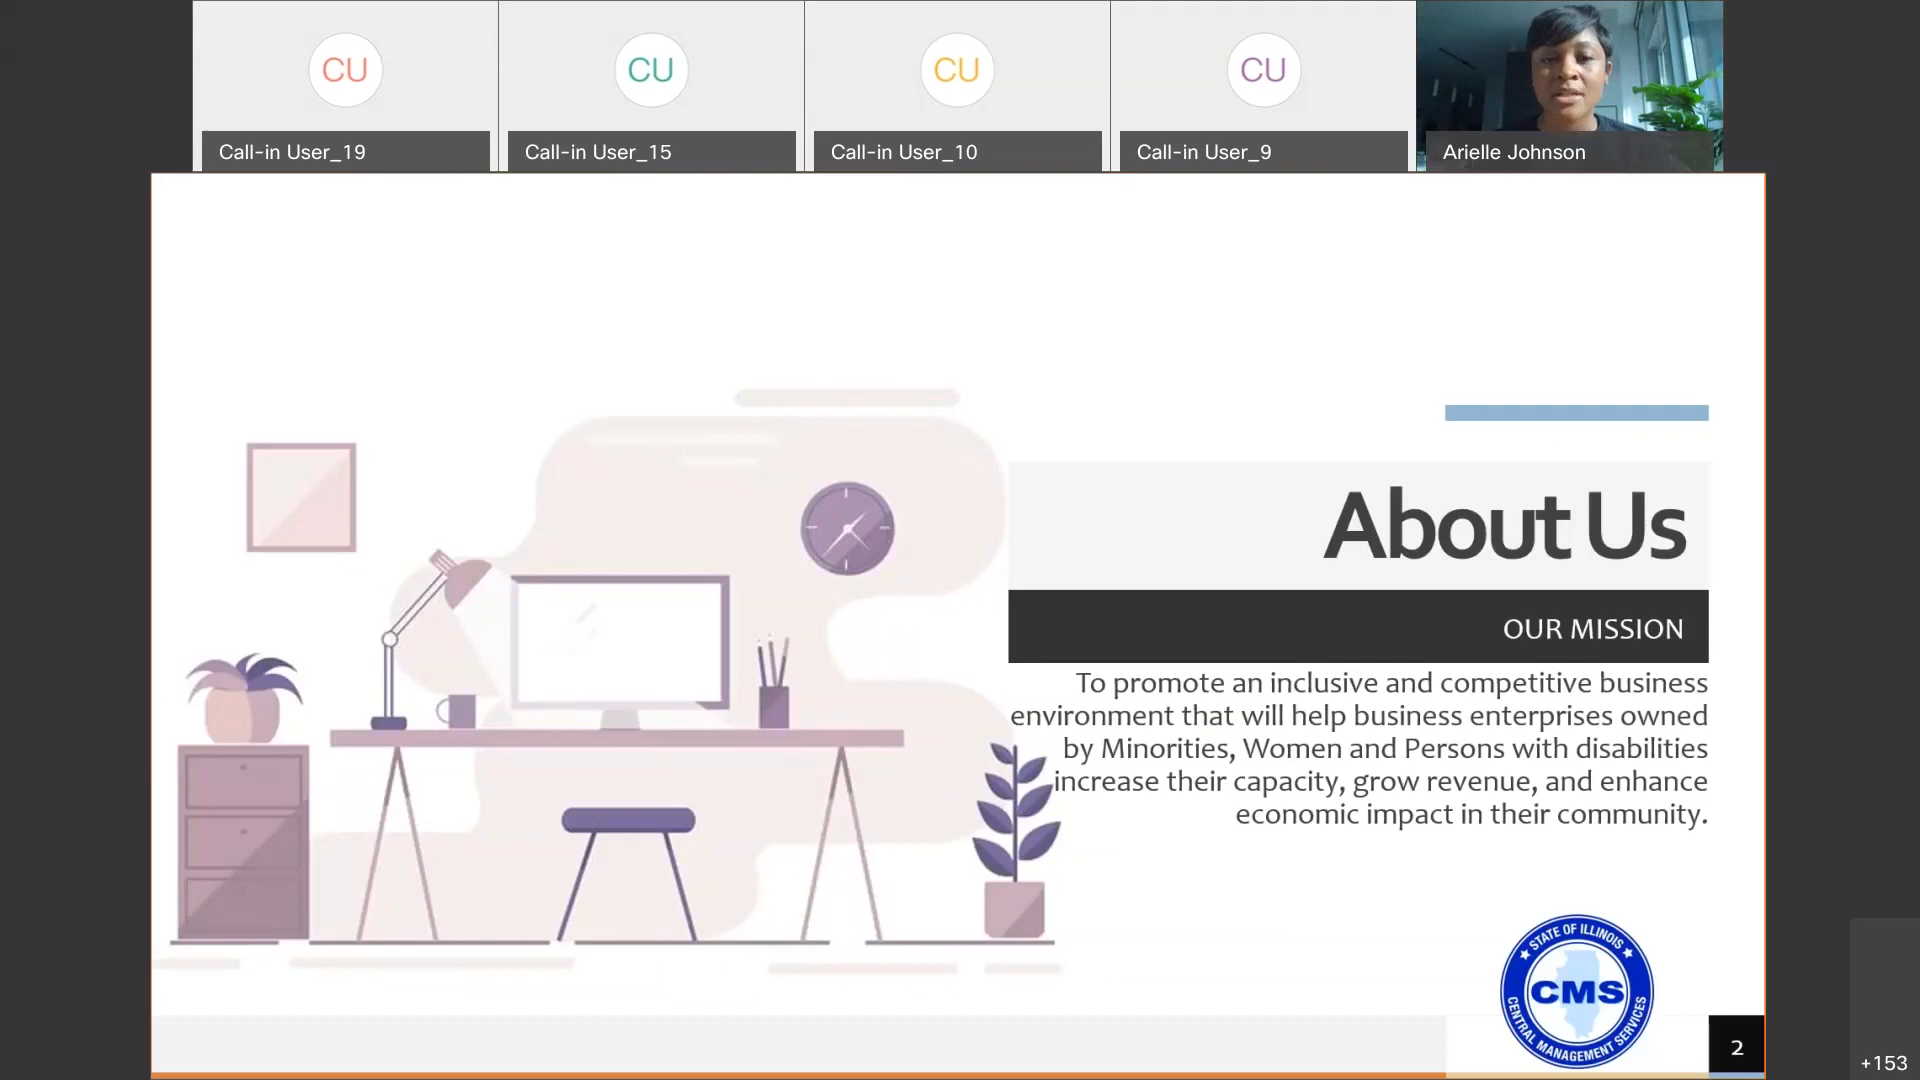 CU
CU
CU
CU
Call-in User_19
Call-in User_15
Call-in User_10
Call-in User_9
Arielle Johnson
About Us
OUR MISSION
To promote an inclusive and competitive business
environment that will help business enterprises owned
by Minorities, Women and Persons with disabilities
increase their capacity, grow revenue, and enhance
economic impact in their community.
STATE OF ILLINOIS
CMS
CENTRAL MANAGEMENT SERVICES
2
+153